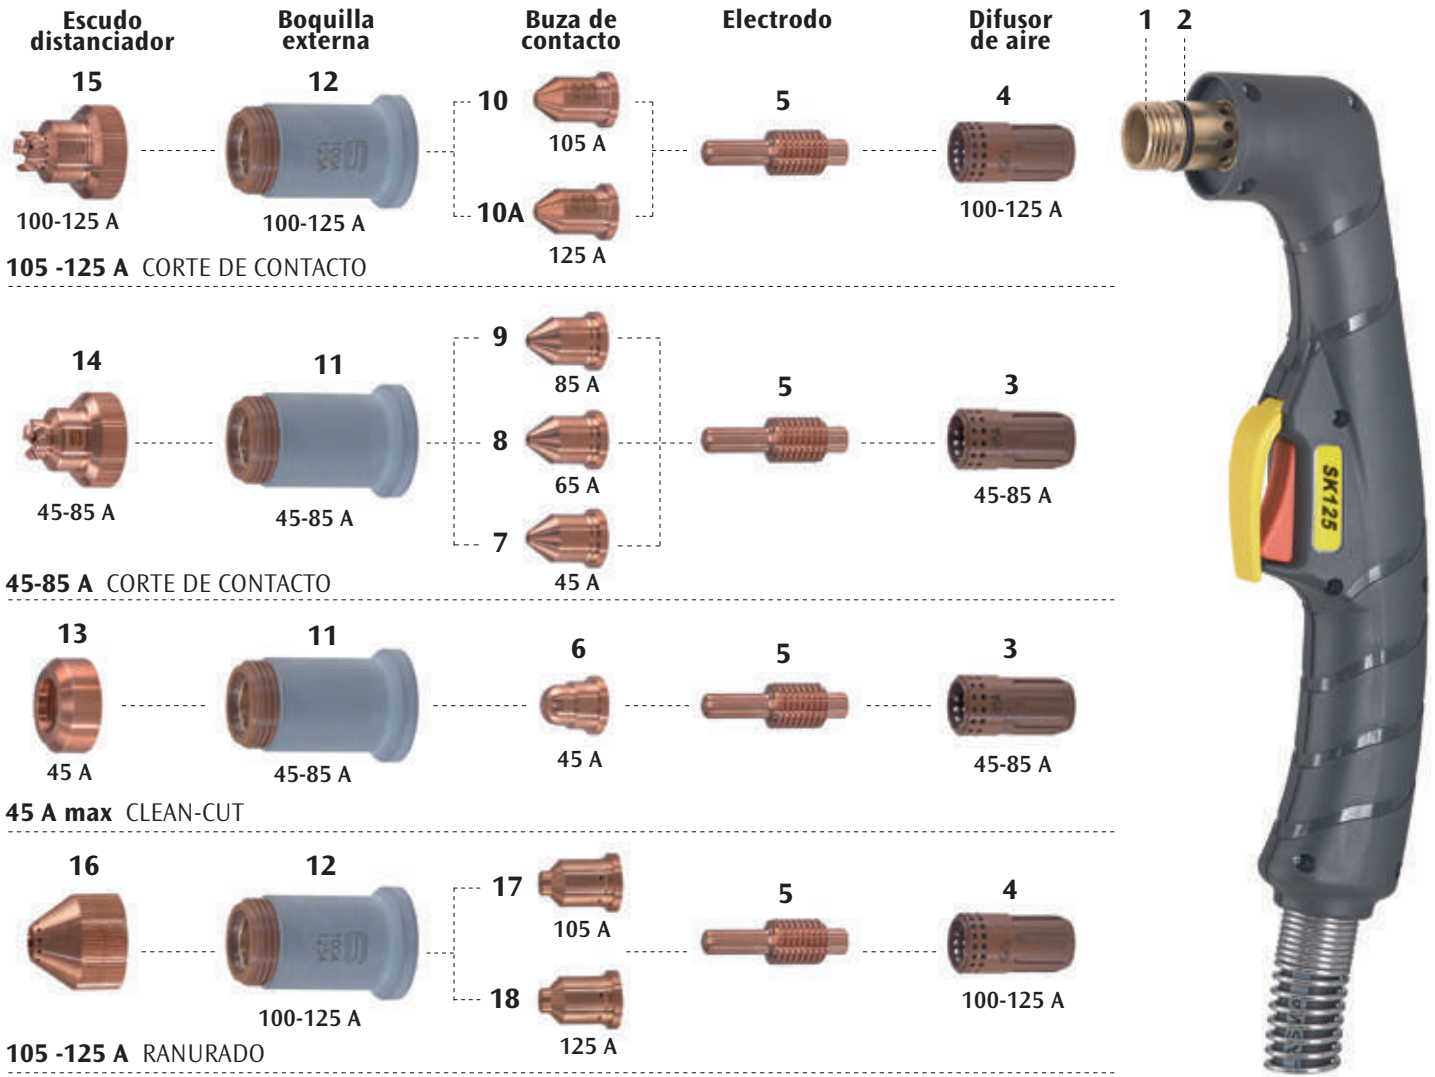 Escudo
distanciador
Boquilla
externa
Buza de
contacto
Electrodo
Difusor
de aire
1 2
15
12
10
5
4
105 A
10A
100-125 A
100-125 A
125 A
100-125 A
105 -125 A CORTE DE CONTACTO
14
11
9
85 A
8
65 A
7
45 A
5
3
45-85 A
45-85 A
45-85 A
SK125
45-85 A CORTE DE CONTACTO
13
11
6
5
3
45 A
45-85 A
45 A
45-85 A
45 A max CLEAN-CUT
16
12
17
105 A
18
125 A
5
4
100-125 A
100-125 A
105 -125 A RANURADO